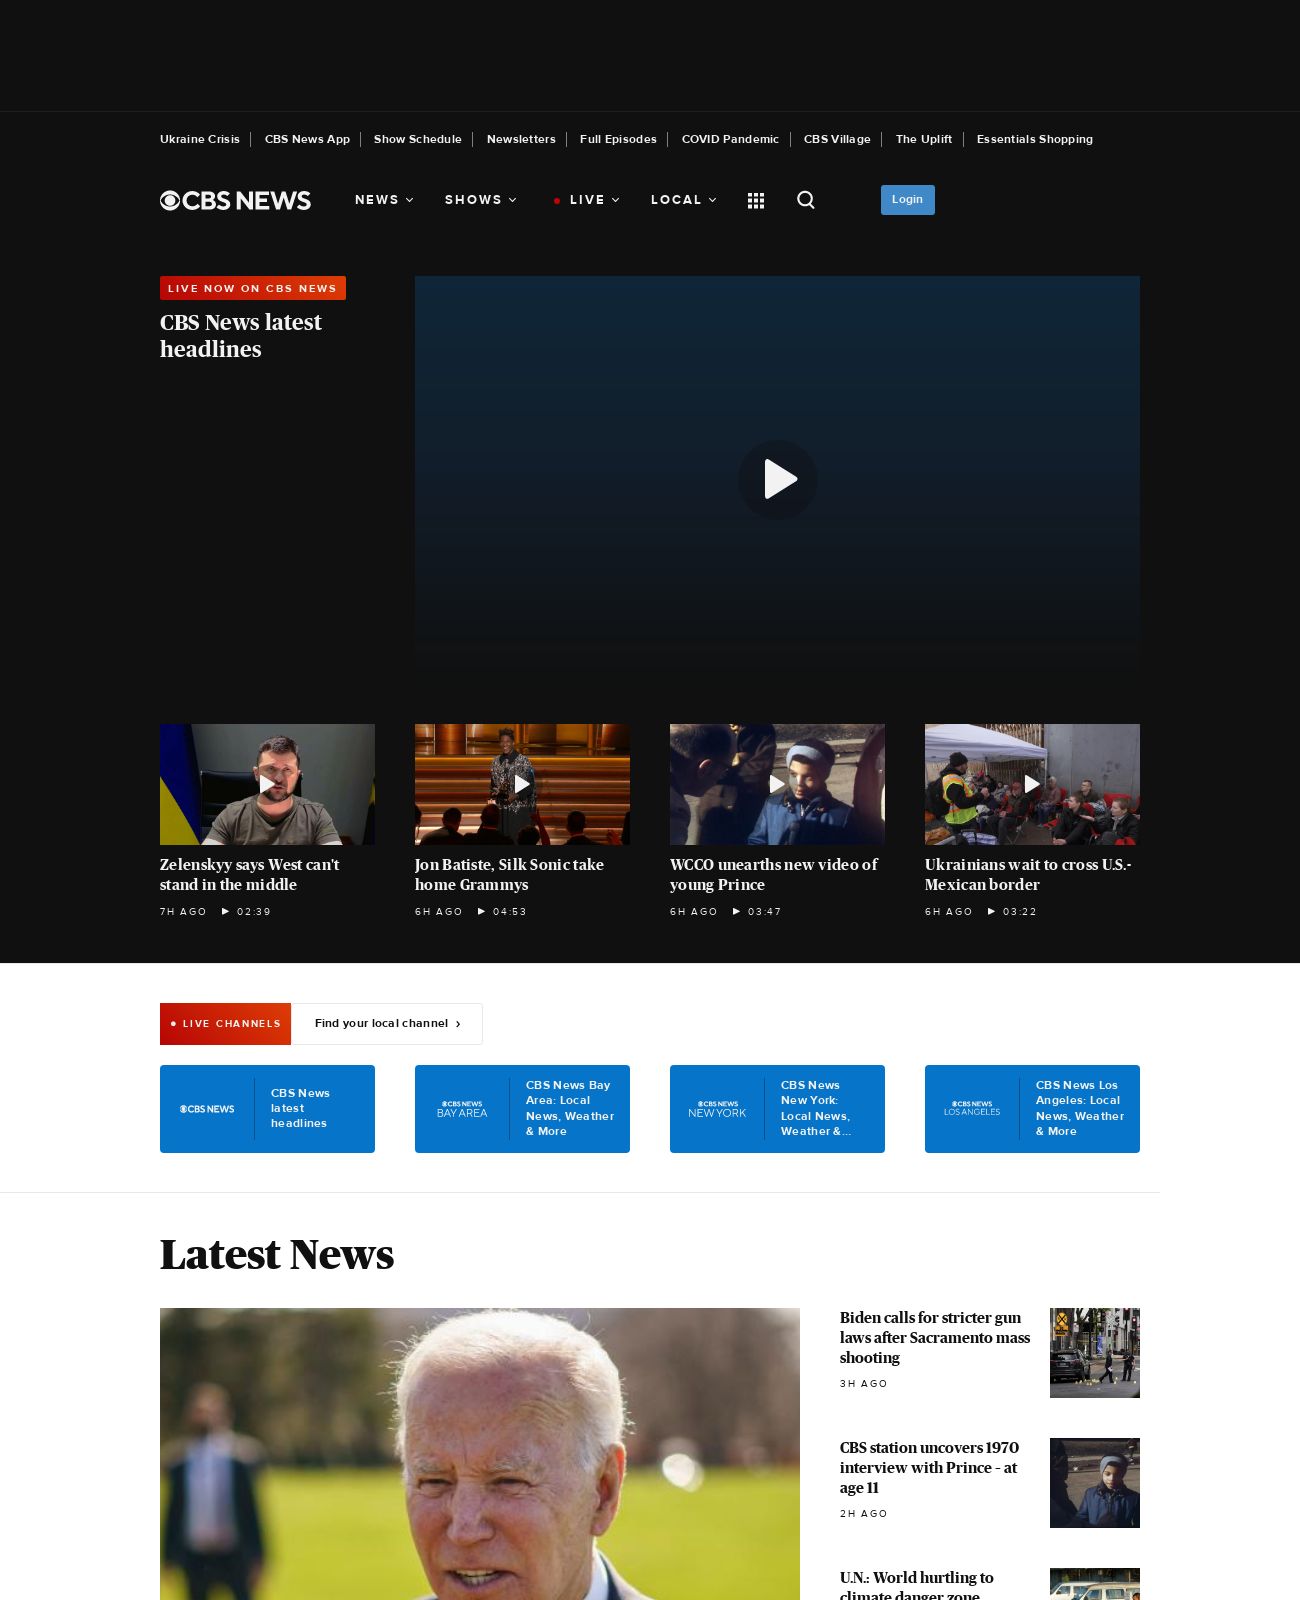 Ukraine Crisis CBS News App Show Schedule Newsletters Full Episodes COVID Pandemic CBS Village The Uplift Essentials Shopping
CBS NEWS NEWS SHOWS LIVE LOCAL Login
LIVE NOW ON CBS NEWS
CBS News latest
headlines
Zelenskyy says West can't
stand in the middle
7H AGO 02:39
Jon Batiste, Silk Sonic take
home Grammys
6H AGO 04:53
WCCO unearths new video of
young Prince
6H AGO 03:47
Ukrainians wait to cross U.S.-
Mexican border
6H AGO 03:22
LIVE CHANNELS
Find your local channel ›
CBS NEWS
CBS News
latest
headlines
CBS NEWS
BAY AREA
CBS News Bay
Area: Local
News, Weather
& More
CBS NEWS
NEW YORK
CBS News
New York:
Local News,
Weather &...
CBS NEWS
LOS ANGELES
CBS News Los
Angeles: Local
News, Weather
& More
Latest News
Biden calls for stricter gun
laws after Sacramento mass
shooting
3H AGO
CBS station uncovers 1970
interview with Prince – at
age 11
2H AGO
U.N.: World hurtling to
climate danger zone